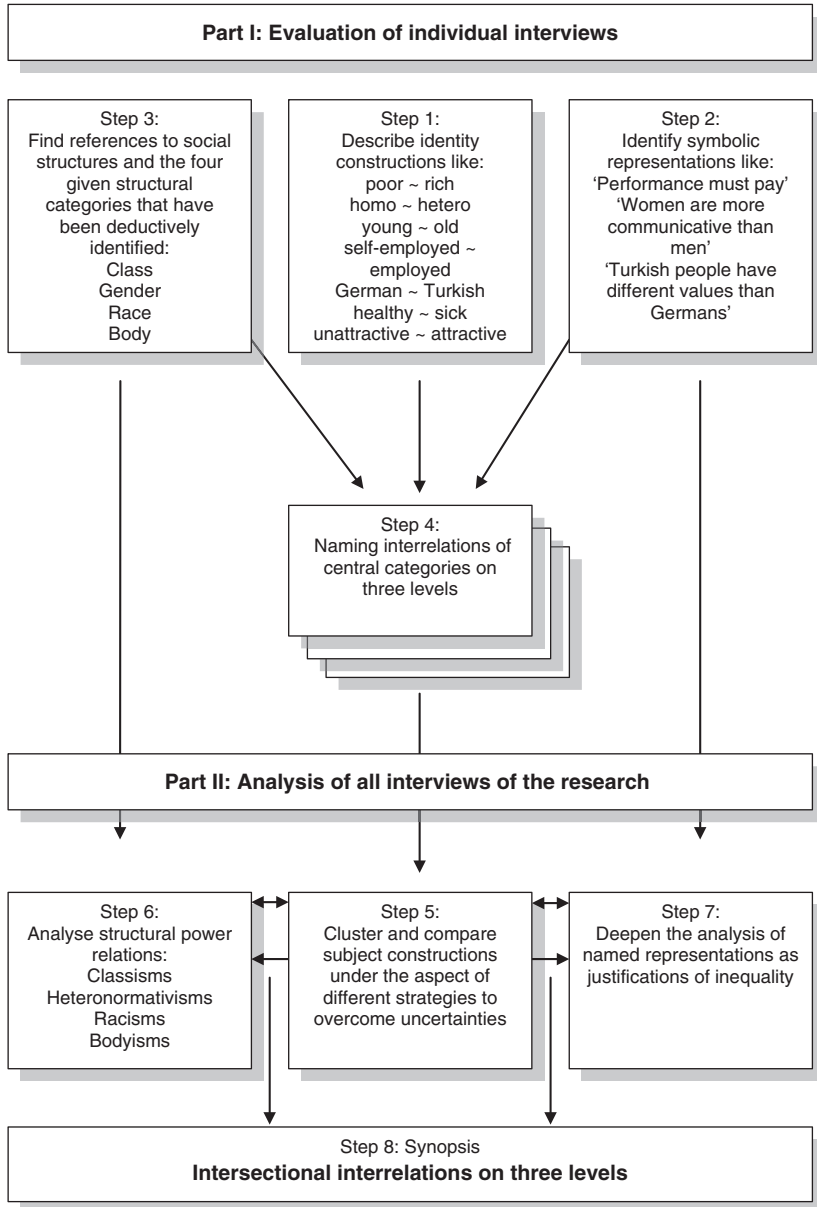 Part I: Evaluation of individual interviews
Step 3:
Find references to social
structures and the four
given structural
categories that have
been deductively
identified:
Class
Gender
Race
Body
Step 1:
Describe identity
constructions like:
poor ~ rich
homo ~ hetero
young ~ old
self-employed ~
employed
German ~ Turkish
healthy ~ sick
unattractive ~ attractive
Step 2:
Identify symbolic
representations like:
‘Performance must pay’
‘Women are more
communicative than
men’
‘Turkish people have
different values than
Germans’
Step 4:
Naming interrelations of
central categories on
three levels
Part II: Analysis of all interviews of the research
Step 6:
Analyse structural power
relations:
Classisms
Heteronormativisms
Racisms
Bodyisms
Step 5:
Cluster and compare
subject constructions
under the aspect of
different strategies to
overcome uncertainties
Step 7:
Deepen the analysis of
named representations as
justifications of inequality
Step 8: Synopsis
Intersectional interrelations on three levels